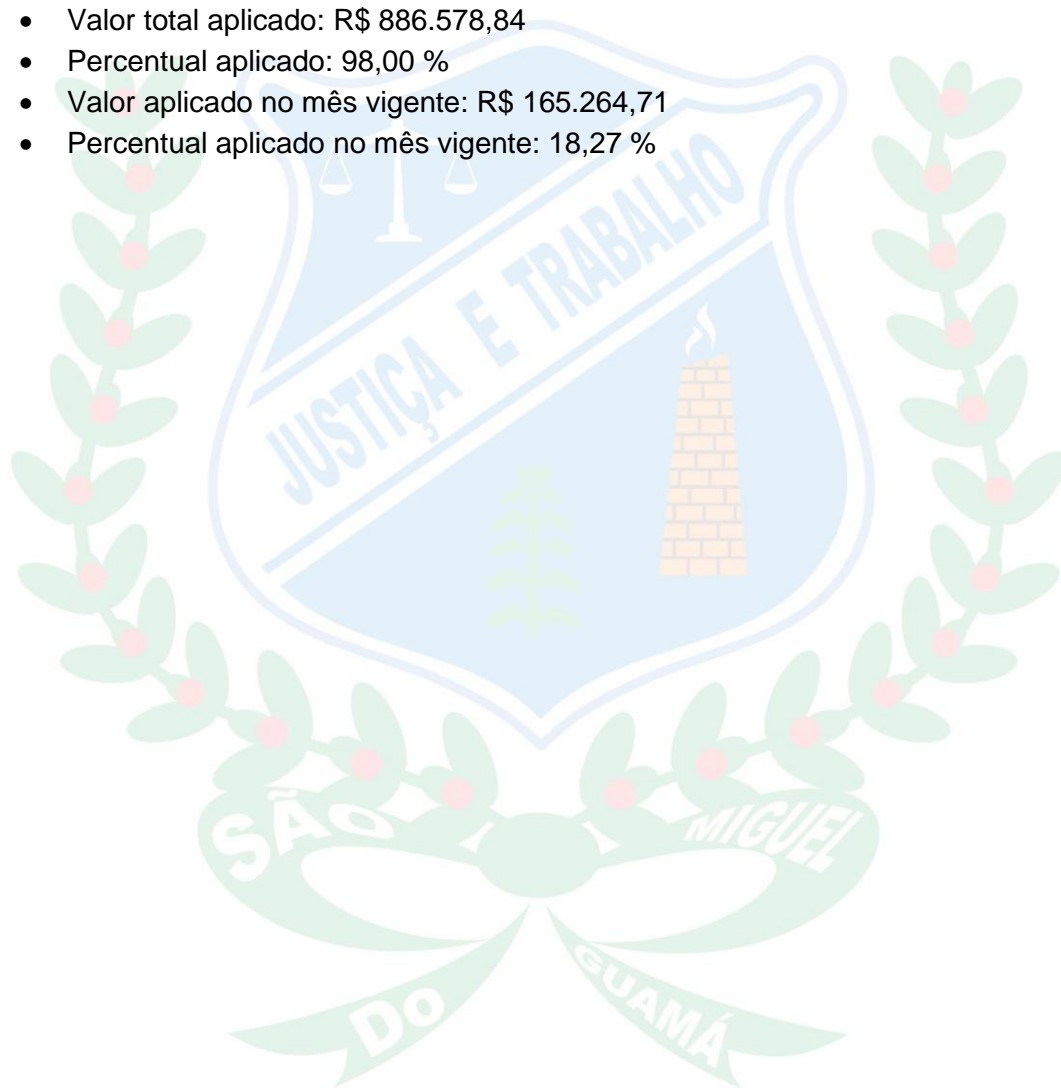 • Valor total aplicado: R$ 886.578,84
• Percentual aplicado: 98,00 %
• Valor aplicado no mês vigente: R$ 165.264,71
• Percentual aplicado no mês vigente: 18,27 %
JUSTIÇA E TRABALHO
SÃO MIGUEL
DO GUAMÁ